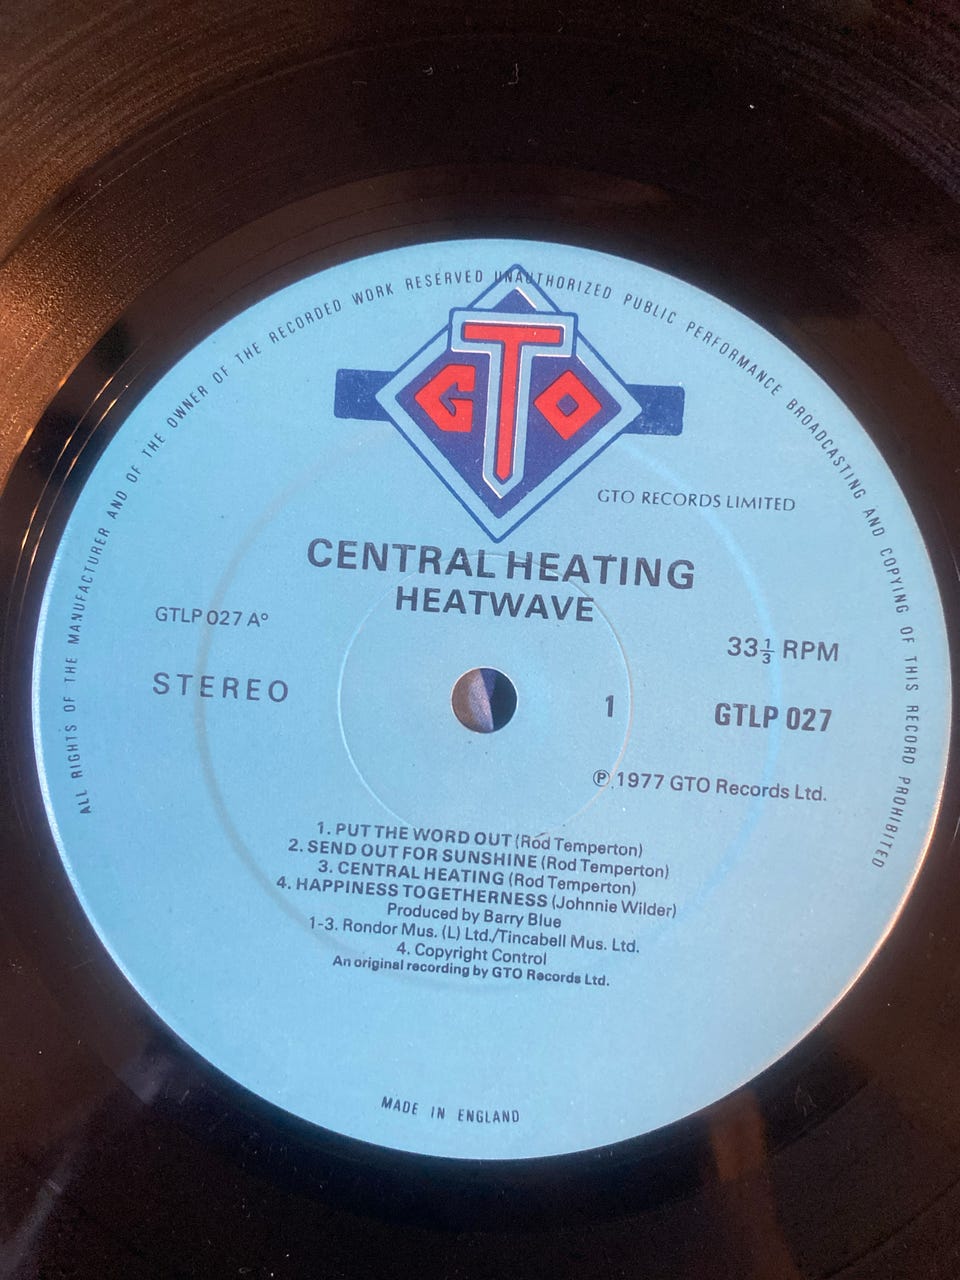 ALL RIGHTS OF THE MANUFACTURER AND OF THE OWNER OF THE RECORDED WORK RESERVED UNAUTHORIZED PUBLIC PERFORMANCE BROADCASTING AND COPYING OF THIS RECORD PROHIBITED
GTO
GTO RECORDS LIMITED
CENTRAL HEATING
HEATWAVE
GTLP 027 Aº
33⅓ RPM
STEREO
1
GTLP 027
℗ 1977 GTO Records Ltd.
1. PUT THE WORD OUT (Rod Temperton)
2. SEND OUT FOR SUNSHINE (Rod Temperton)
3. CENTRAL HEATING (Rod Temperton)
4. HAPPINESS TOGETHERNESS (Johnnie Wilder)
Produced by Barry Blue
1-3. Rondor Mus. (L) Ltd./Tincabell Mus. Ltd.
4. Copyright Control
An original recording by GTO Records Ltd.
MADE IN ENGLAND